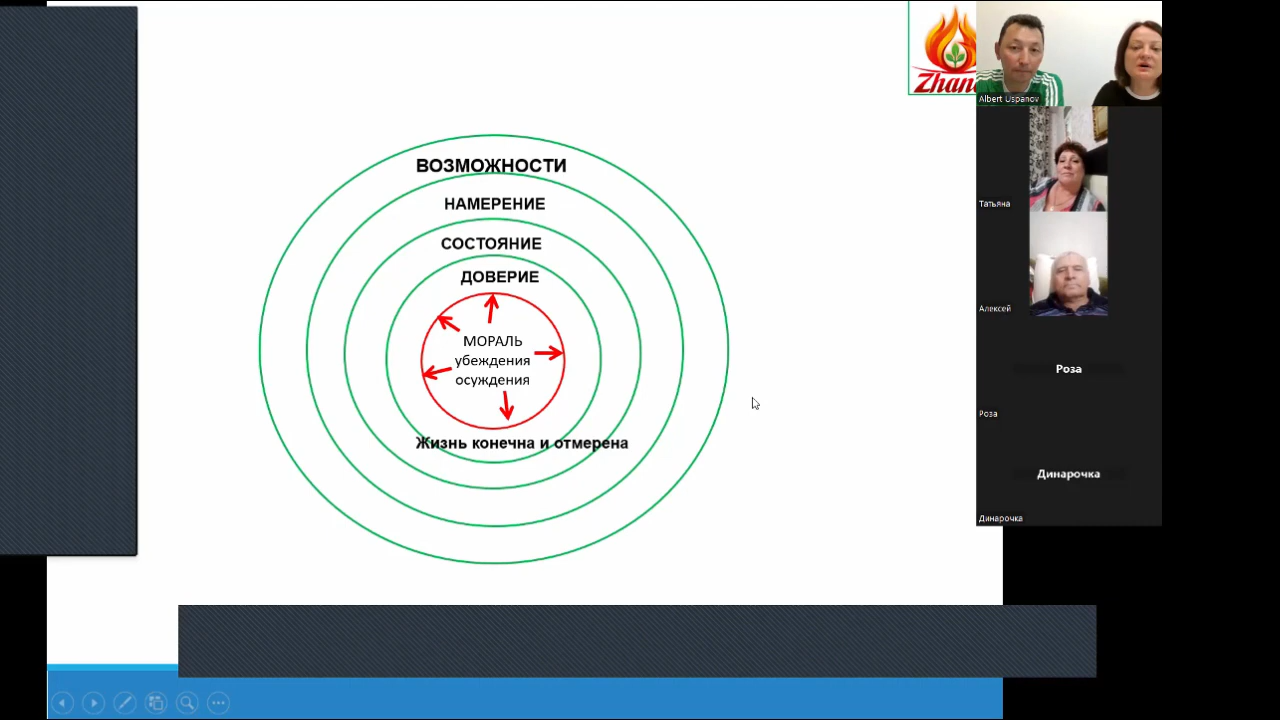 ВОЗМОЖНОСТИ
НАМЕРЕНИЕ
СОСТОЯНИЕ
ДОВЕРИЕ
МОРАЛЬ
убеждения
осуждения
Жизнь конечна и отмерена
Zhan
Albert Uspanov
Татьяна
Алексей
Роза
Роза
Динарочка
Динарочка